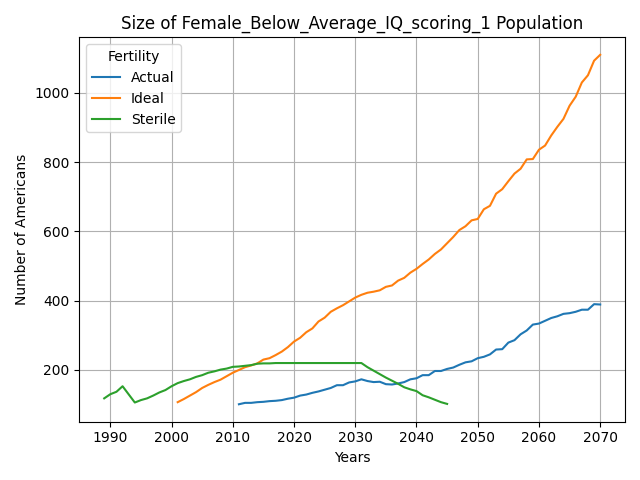 Size of Female_Below_Average_IQ_scoring_1 Population
Fertility
Actual
Ideal
Sterile
Number of Americans
1000
800
600
400
200
1990 2000 2010 2020 2030 2040 2050 2060 2070
Years